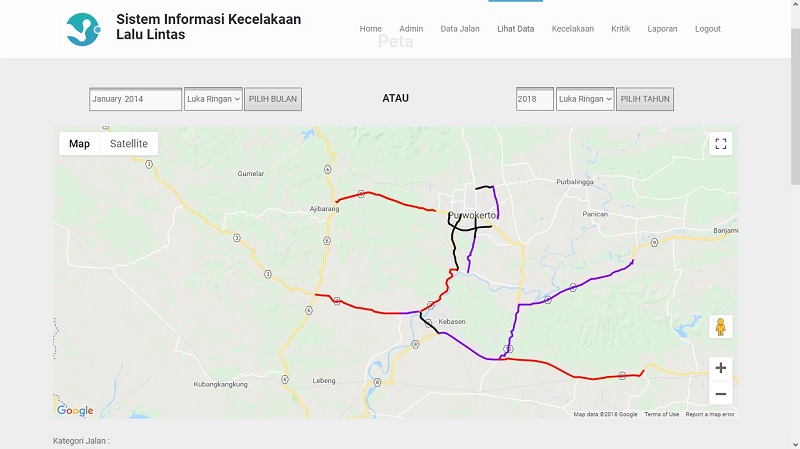 Sistem Informasi Kecelakaan
Lalu Lintas
Home Admin Data Jalan Lihat Data Kecelakaan Kritik Laporan Logout
Peta
January 2014 Luka Ringan PILIH BULAN ATAU 2018 Luka Ringan PILIH TAHUN
Map Satellite
Gumelar
Purbalingga
Ajibarang
Purwokerto
Pancan
Banjarne
Kebasen
Kubangkangkung
Lebeng
Google
Map data ©2018 Google Terms of Use Report a map error
Kategori Jalan :